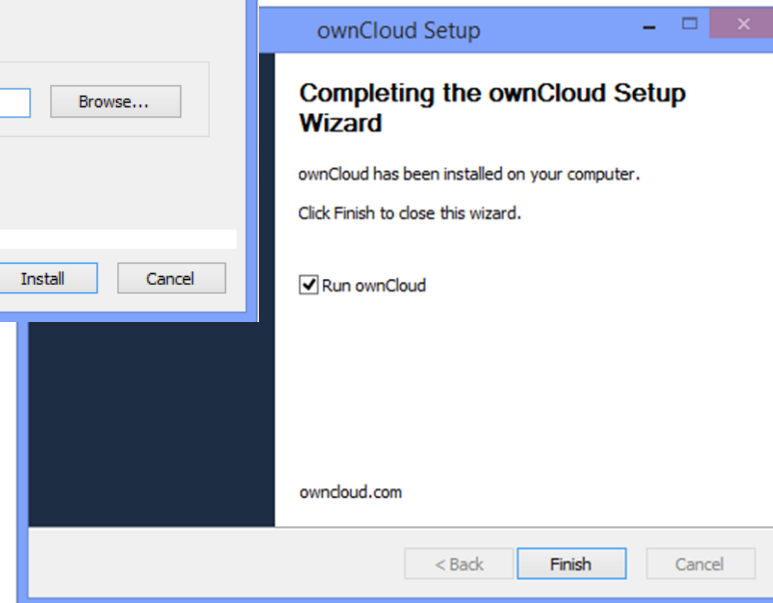 ownCloud Setup
Browse...
Install
Cancel
Completing the ownCloud Setup
Wizard
ownCloud has been installed on your computer.
Click Finish to close this wizard.
Run ownCloud
owncloud.com
< Back
Finish
Cancel